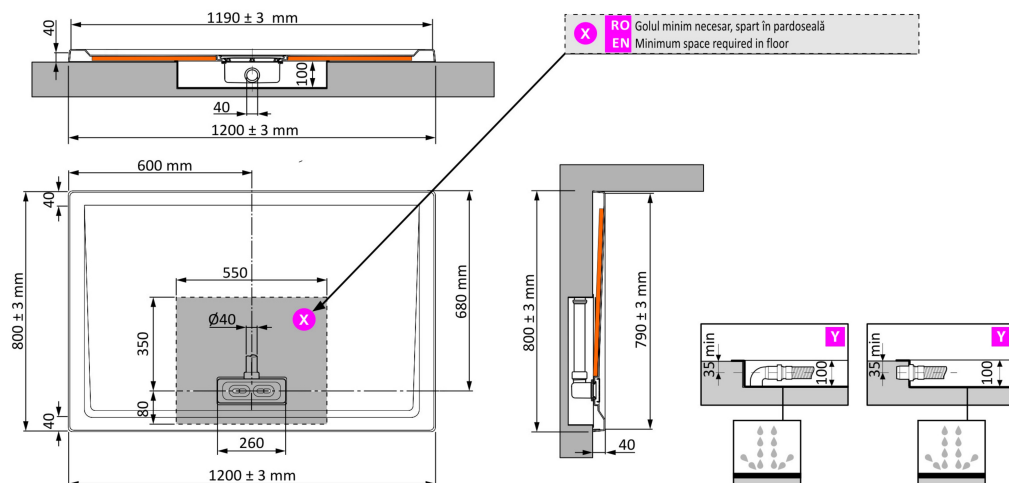 1190 ± 3 mm
40
100
40
1200 ± 3 mm
X
RO Golul minim necesar, spart în pardoseală
EN Minimum space required in floor
600 mm
40
800 ± 3 mm
550
X
Ø40
350
80
260
40
680 mm
1200 ± 3 mm
800 ± 3 mm
790 ± 3 mm
40
Y
35 min
100
Y
35 min
100